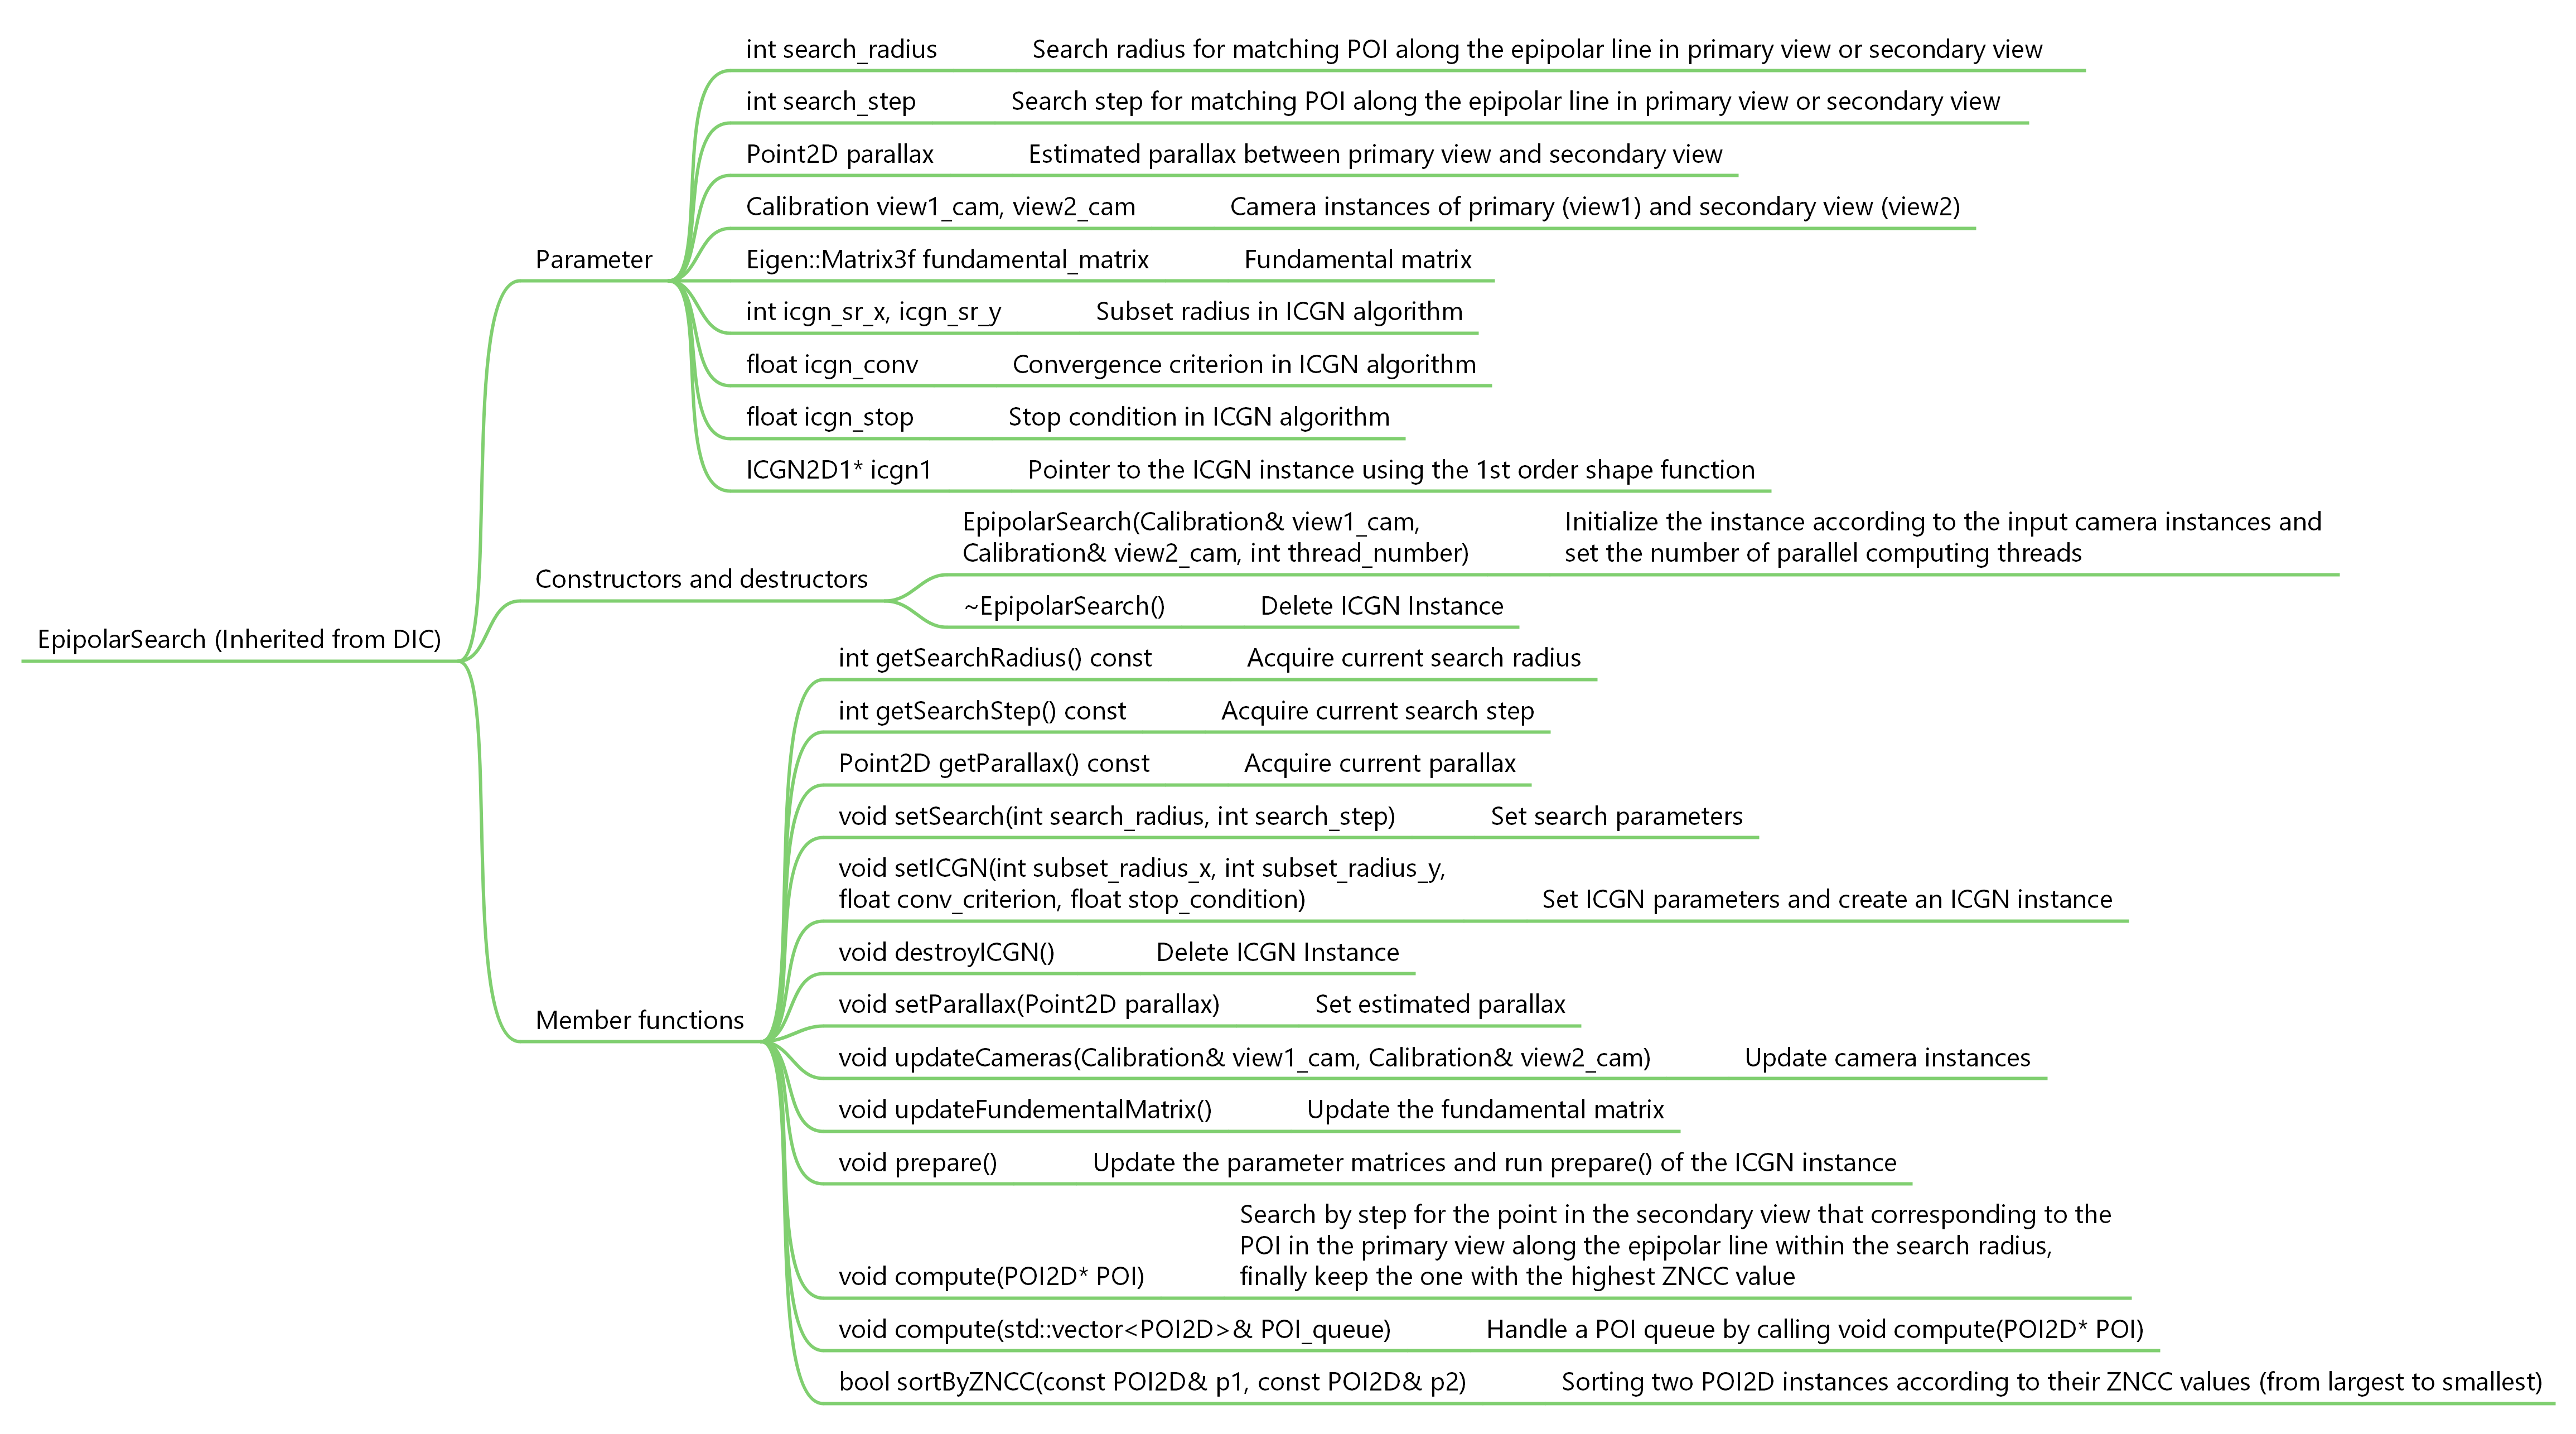 int search_radius Search radius for matching POI along the epipolar line in primary view or secondary view
int search_step Search step for matching POI along the epipolar line in primary view or secondary view
Point2D parallax Estimated parallax between primary view and secondary view
Calibration view1_cam, view2_cam Camera instances of primary (view1) and secondary view (view2)
Parameter
Eigen::Matrix3f fundamental_matrix Fundamental matrix
int icgn_sr_x, icgn_sr_y Subset radius in ICGN algorithm
float icgn_conv Convergence criterion in ICGN algorithm
float icgn_stop Stop condition in ICGN algorithm
ICGN2D1* icgn1 Pointer to the ICGN instance using the 1st order shape function
EpipolarSearch(Calibration& view1_cam,
Calibration& view2_cam, int thread_number)
Initialize the instance according to the input camera instances and
set the number of parallel computing threads
Constructors and destructors
~EpipolarSearch() Delete ICGN Instance
EpipolarSearch (Inherited from DIC)
int getSearchRadius() const Acquire current search radius
int getSearchStep() const Acquire current search step
Point2D getParallax() const Acquire current parallax
void setSearch(int search_radius, int search_step) Set search parameters
void setICGN(int subset_radius_x, int subset_radius_y,
float conv_criterion, float stop_condition) Set ICGN parameters and create an ICGN instance
void destroyICGN() Delete ICGN Instance
void setParallax(Point2D parallax) Set estimated parallax
Member functions
void updateCameras(Calibration& view1_cam, Calibration& view2_cam) Update camera instances
void updateFundementalMatrix() Update the fundamental matrix
void prepare() Update the parameter matrices and run prepare() of the ICGN instance
Search by step for the point in the secondary view that corresponding to the
POI in the primary view along the epipolar line within the search radius,
void compute(POI2D* POI) finally keep the one with the highest ZNCC value
void compute(std::vector<POI2D>& POI_queue) Handle a POI queue by calling void compute(POI2D* POI)
bool sortByZNCC(const POI2D& p1, const POI2D& p2) Sorting two POI2D instances according to their ZNCC values (from largest to smallest)